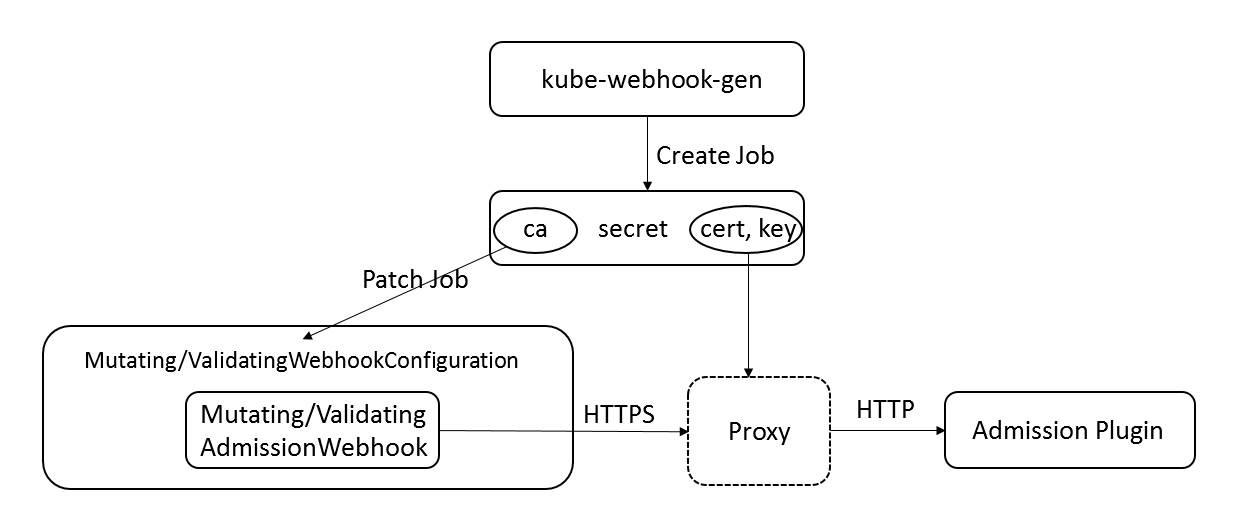 kube-webhook-gen
Create Job
ca
secret
cert, key
Patch Job
Mutating/ValidatingWebhookConfiguration
Mutating/Validating
AdmissionWebhook
HTTPS
Proxy
HTTP
Admission Plugin